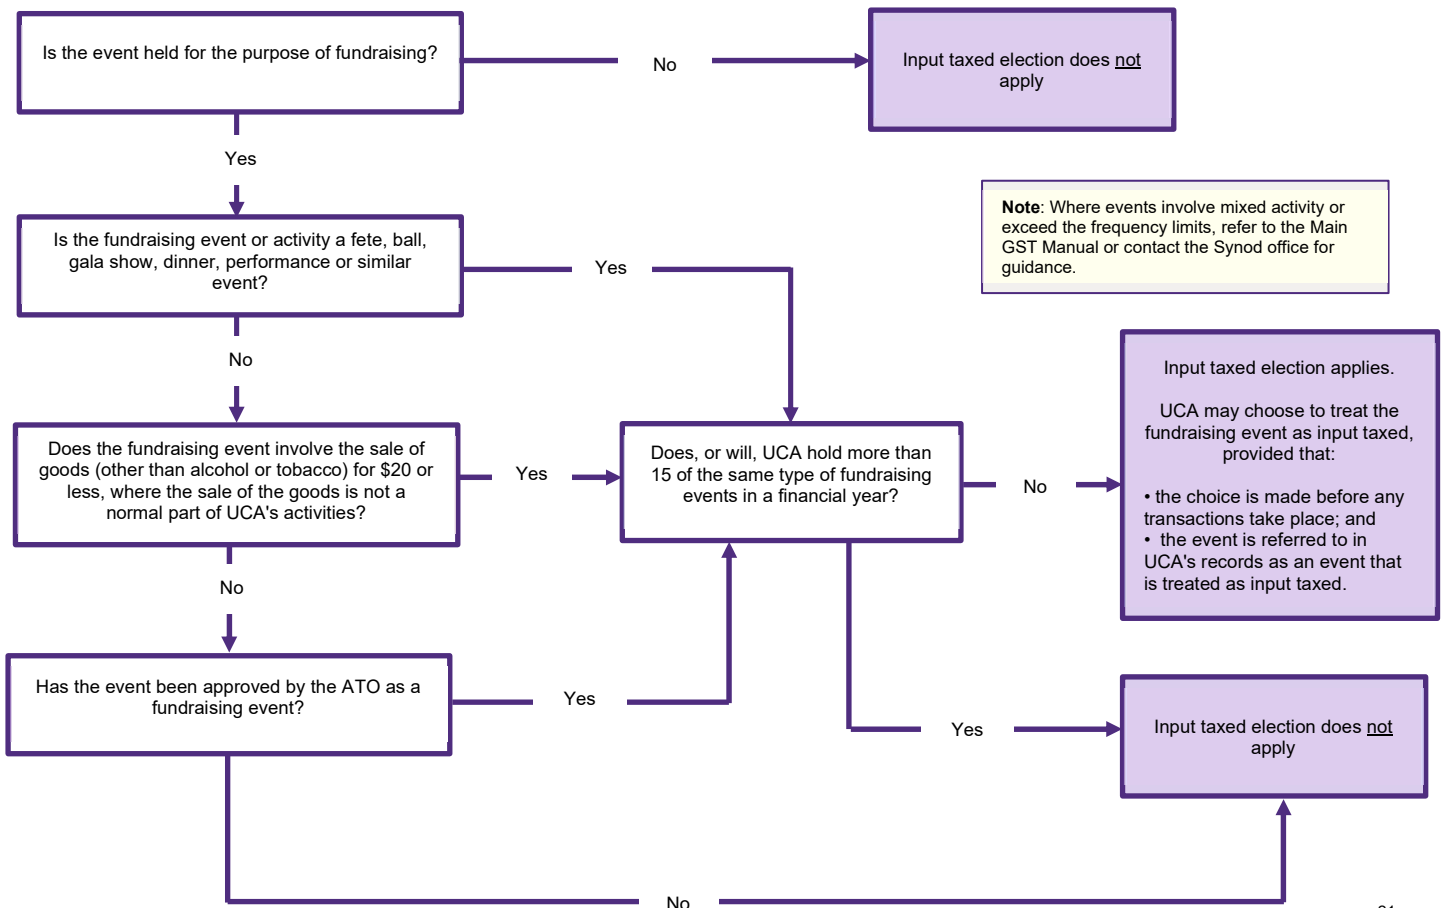 Is the event held for the purpose of fundraising?
No
Input taxed election does not
apply
Yes
Note: Where events involve mixed activity or
exceed the frequency limits, refer to the Main
GST Manual or contact the Synod office for
guidance.
Is the fundraising event or activity a fete, ball,
gala show, dinner, performance or similar
event?
Yes
No
Input taxed election applies.
UCA may choose to treat the
fundraising event as input taxed,
provided that:
• the choice is made before any
transactions take place; and
• the event is referred to in
UCA's records as an event that
is treated as input taxed.
Does the fundraising event involve the sale of
goods (other than alcohol or tobacco) for $20 or
less, where the sale of the goods is not a
normal part of UCA's activities?
Yes
Does, or will, UCA hold more than
15 of the same type of fundraising
events in a financial year?
No
No
Has the event been approved by the ATO as a
fundraising event?
Yes
Yes
Input taxed election does not
apply
No